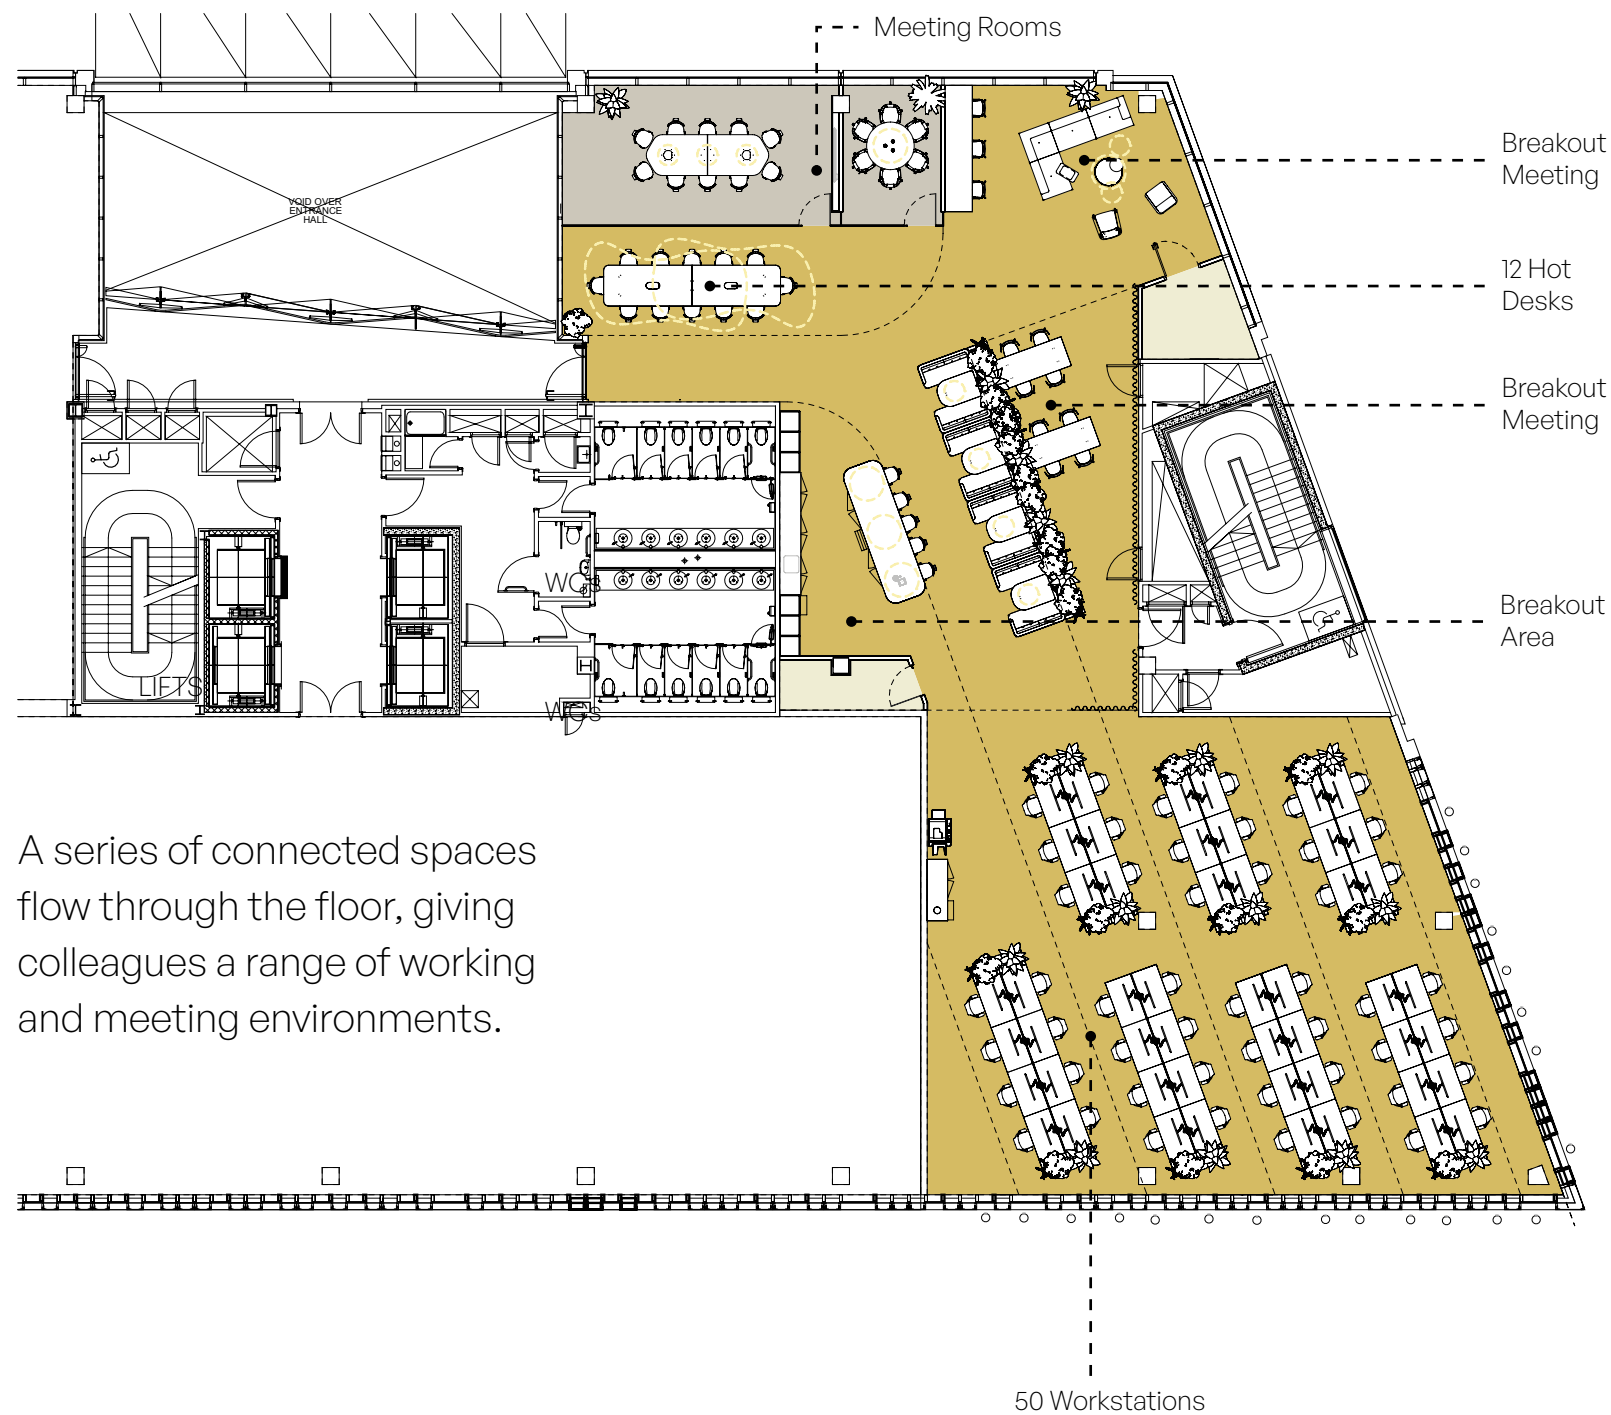 Meeting Rooms
Breakout
Meeting
VOID OVER
ENTRANCE
HALL
12 Hot
Desks
Breakout
Meeting
WCs
Breakout
Area
LIFTS
WCs
A series of connected spaces
flow through the floor, giving
colleagues a range of working
and meeting environments.
50 Workstations